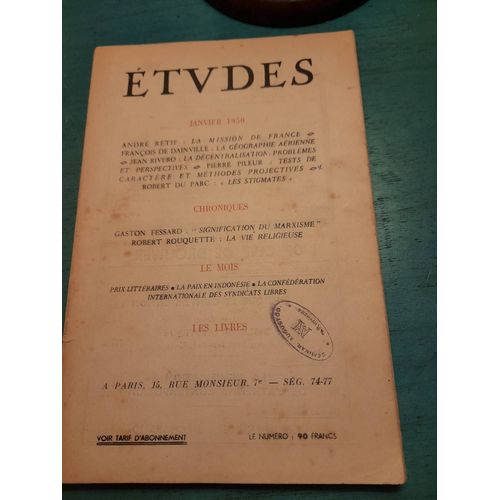 ÉTVDES
JANVIER 1950
ANDRÉ RÉTIF : LA MISSION DE FRANCE
FRANÇOIS DE DAINVILLE : LA GÉOGRAPHIE AÉRIENNE
JEAN RIVERO : LA DÉCENTRALISATION, PROBLÈMES
ET PERSPECTIVES PIERRE PILEUR : TESTS DE
CARACTÈRE ET MÉTHODES PROJECTIVES
ROBERT DU PARC : « LES STIGMATES »
CHRONIQUES
GASTON FESSARD : "SIGNIFICATION DU MARXISME"
ROBERT ROUQUETTE : LA VIE RELIGIEUSE
LE MOIS
PRIX LITTÉRAIRES • LA PAIX EN INDONÉSIE • LA CONFÉDÉRATION
INTERNATIONALE DES SYNDICATS LIBRES
LES LIVRES
A PARIS, 15, RUE MONSIEUR, 7e — SÉG. 74-77
VOIR TARIF D'ABONNEMENT
LE NUMÉRO : 90 FRANCS